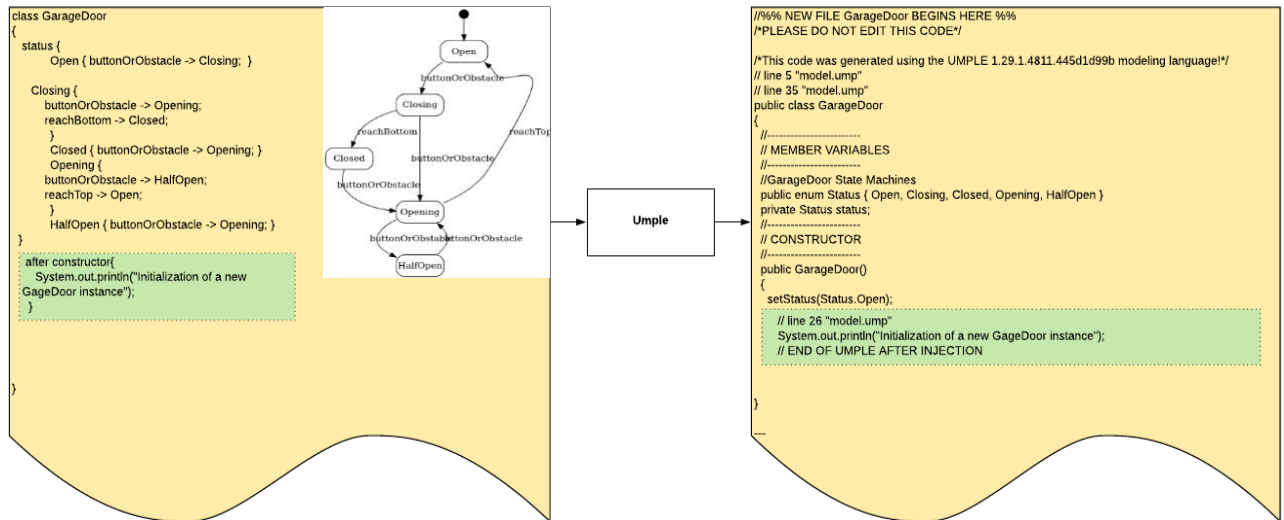 class GarageDoor
{
status {
Open { buttonOrObstacle -> Closing; }
Closing {
buttonOrObstacle -> Opening;
reachBottom -> Closed;
}
Closed { buttonOrObstacle -> Opening; }
Opening {
buttonOrObstacle -> HalfOpen;
reachTop -> Open;
}
HalfOpen { buttonOrObstacle -> Opening; }
}
after constructor{
System.out.println("Initialization of a new
GageDoor instance");
}
}
Open
buttonOrObstacle
Closing
reachBottom
reachTop
Closed
buttonOrObstacle
buttonOrObstacle
Opening
buttonOrObstacle
buttonOrObstacle
HalfOpen
Umple
//%% NEW FILE GarageDoor BEGINS HERE %%
/*PLEASE DO NOT EDIT THIS CODE*/
/*This code was generated using the UMPLE 1.29.1.4811.445d1d99b modeling language!*/
// line 5 "model.ump"
// line 35 "model.ump"
public class GarageDoor
{
//------------------------
// MEMBER VARIABLES
//------------------------
//GarageDoor State Machines
public enum Status { Open, Closing, Closed, Opening, HalfOpen }
private Status status;
//------------------------
// CONSTRUCTOR
//------------------------
public GarageDoor()
{
setStatus(Status.Open);
// line 26 "model.ump"
System.out.println("Initialization of a new GageDoor instance");
// END OF UMPLE AFTER INJECTION
}
---